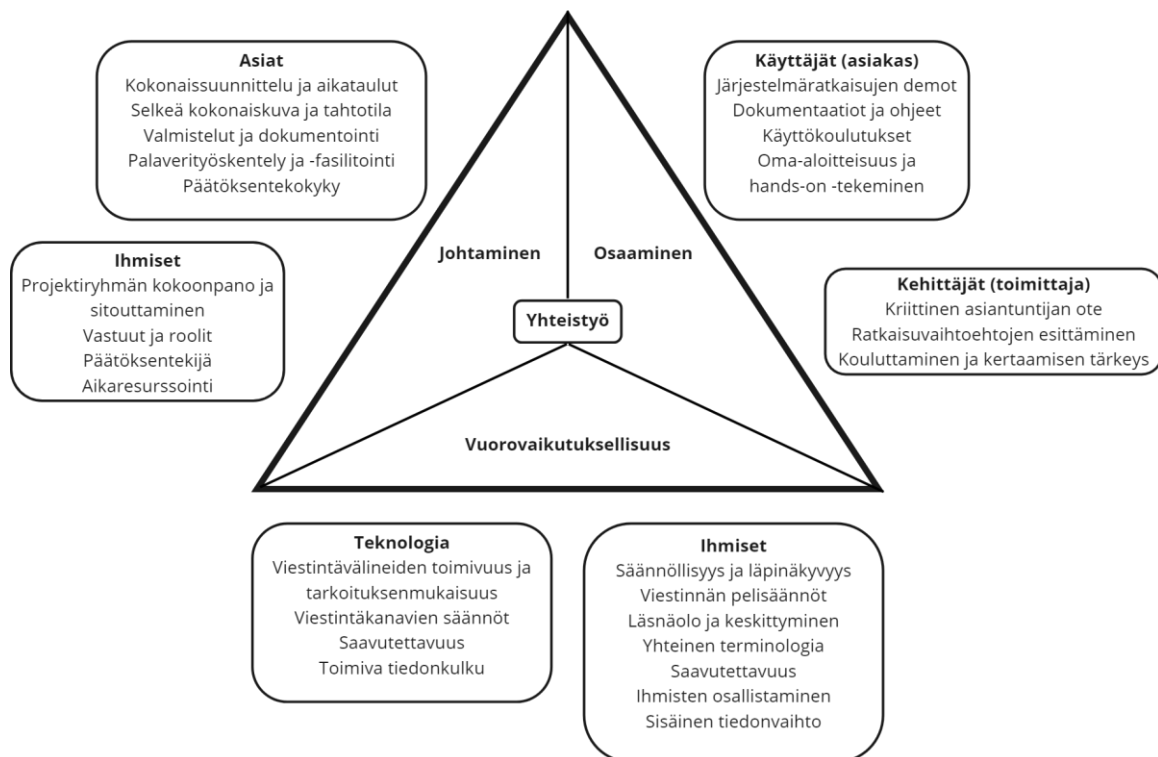 Asiat
Kokonaissuunnittelu ja aikataulut
Selkeä kokonaiskuva ja tahtotila
Valmistelut ja dokumentointi
Palaverityöskentely ja -fasilitointi
Päätöksentekokyky
Käyttäjät (asiakas)
Järjestelmäratkaisujen demot
Dokumentaatiot ja ohjeet
Käyttökoulutukset
Oma-aloitteisuus ja
hands-on -tekeminen
Ihmiset
Projektiryhmän kokoonpano ja
sitouttaminen
Vastuut ja roolit
Päätöksentekijä
Aikaresurssointi
Johtaminen
Osaaminen
Kehittäjät (toimittaja)
Kriittinen asiantuntijan ote
Ratkaisuvaihtoehtojen esittäminen
Kouluttaminen ja kertaamisen tärkeys
Yhteistyö
Vuorovaikutuksellisuus
Teknologia
Viestintävälineiden toimivuus ja
tarkoituksenmukaisuus
Viestintäkanavien säännöt
Saavutettavuus
Toimiva tiedonkulku
Ihmiset
Säännöllisyys ja läpinäkyvyys
Viestinnän pelisäännöt
Läsnäolo ja keskittyminen
Yhteinen terminologia
Saavutettavuus
Ihmisten osallistaminen
Sisäinen tiedonvaihto